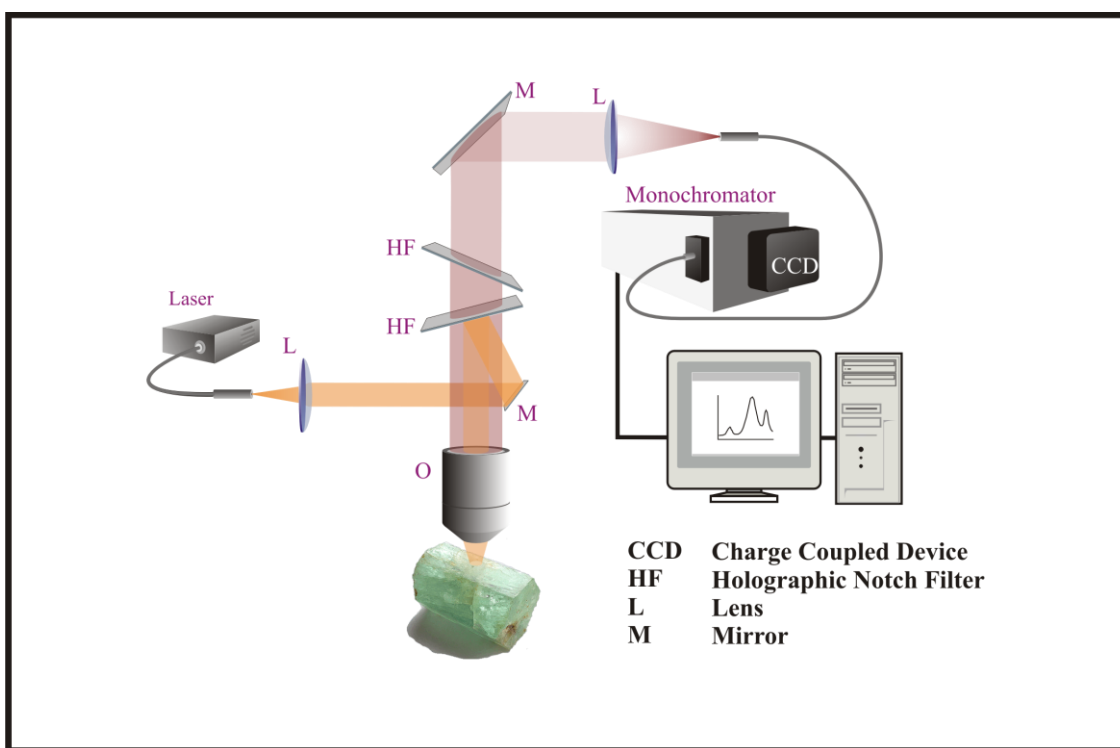 M
L
Monochromator
HF
CCD
Laser
HF
L
M
O
CCD Charge Coupled Device
HF Holographic Notch Filter
L Lens
M Mirror